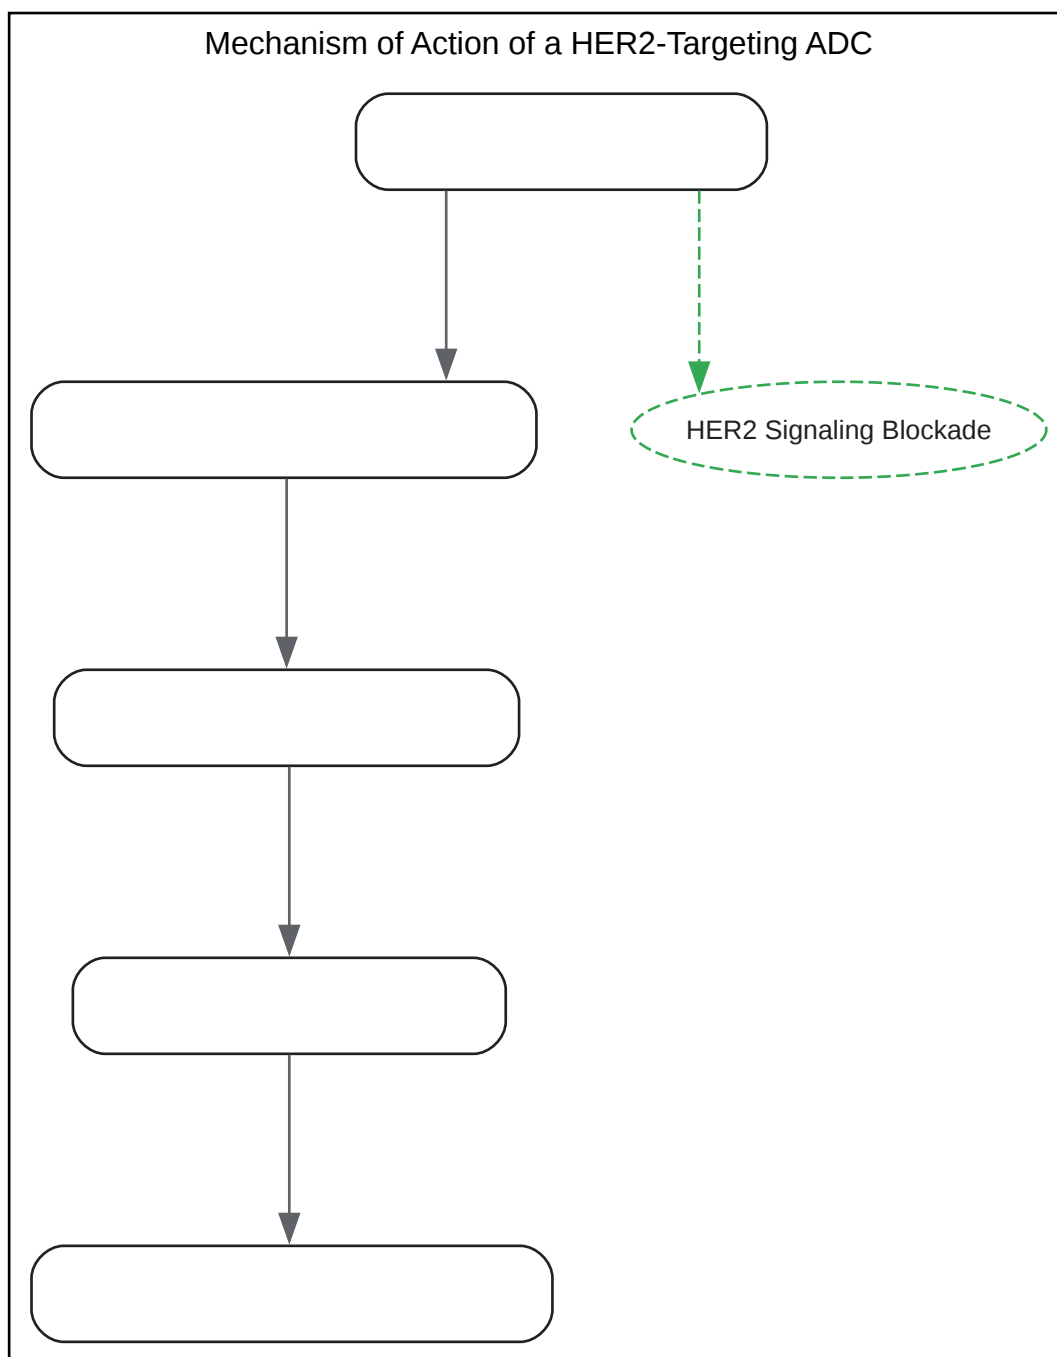 Mechanism of Action of a HER2-Targeting ADC
HER2 Signaling Blockade